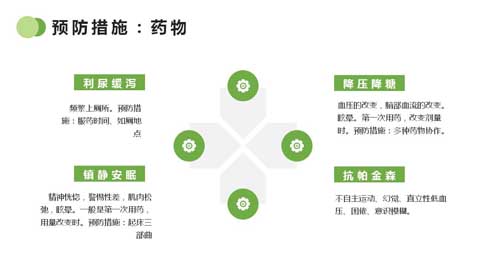 预防措施：药物
利尿缓泻
频繁上厕所。预防措
施：服药时间、如厕地
点
降压降糖
血压的改变，脑部血流的改变。
眩晕。第一次用药，改变剂量
时。预防措施：多种药物协作。
镇静安眠
精神恍惚，警惕性差，肌肉松
弛，眩晕。一般是第一次用药，
用量改变时。预防措施：起床三
部曲
抗帕金森
不自主运动、幻觉、直立性低血
压、困倦、意识模糊。